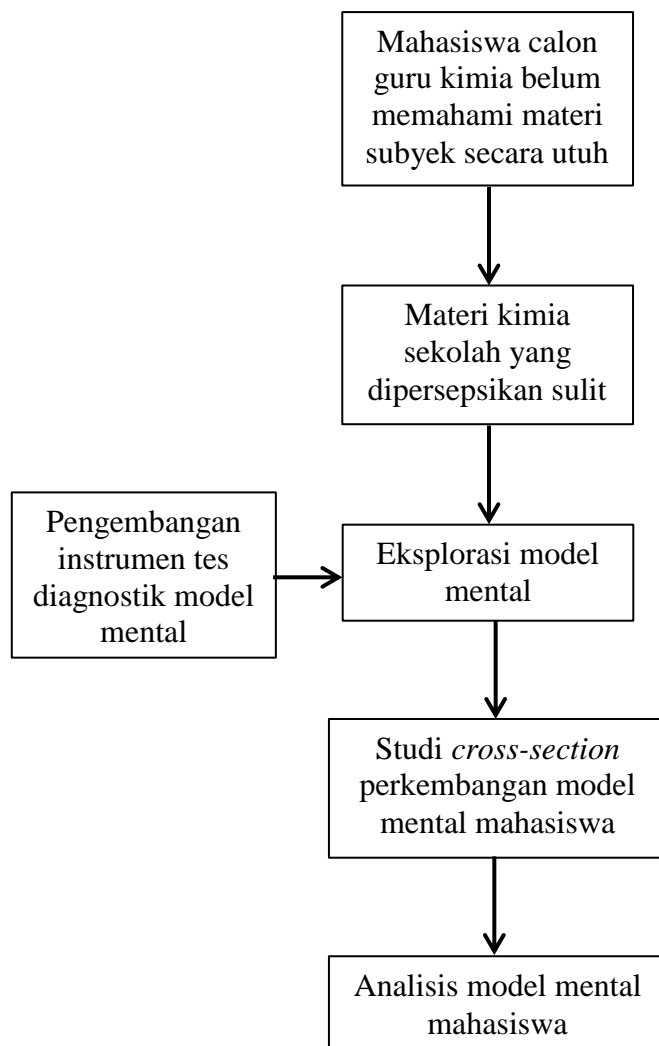 Mahasiswa calon
guru kimia belum
memahami materi
subyek secara utuh
Materi kimia
sekolah yang
dipersepsikan sulit
Pengembangan
instrumen tes
diagnostik model
mental
Eksplorasi model
mental
Studi cross-section
perkembangan model
mental mahasiswa
Analisis model mental
mahasiswa